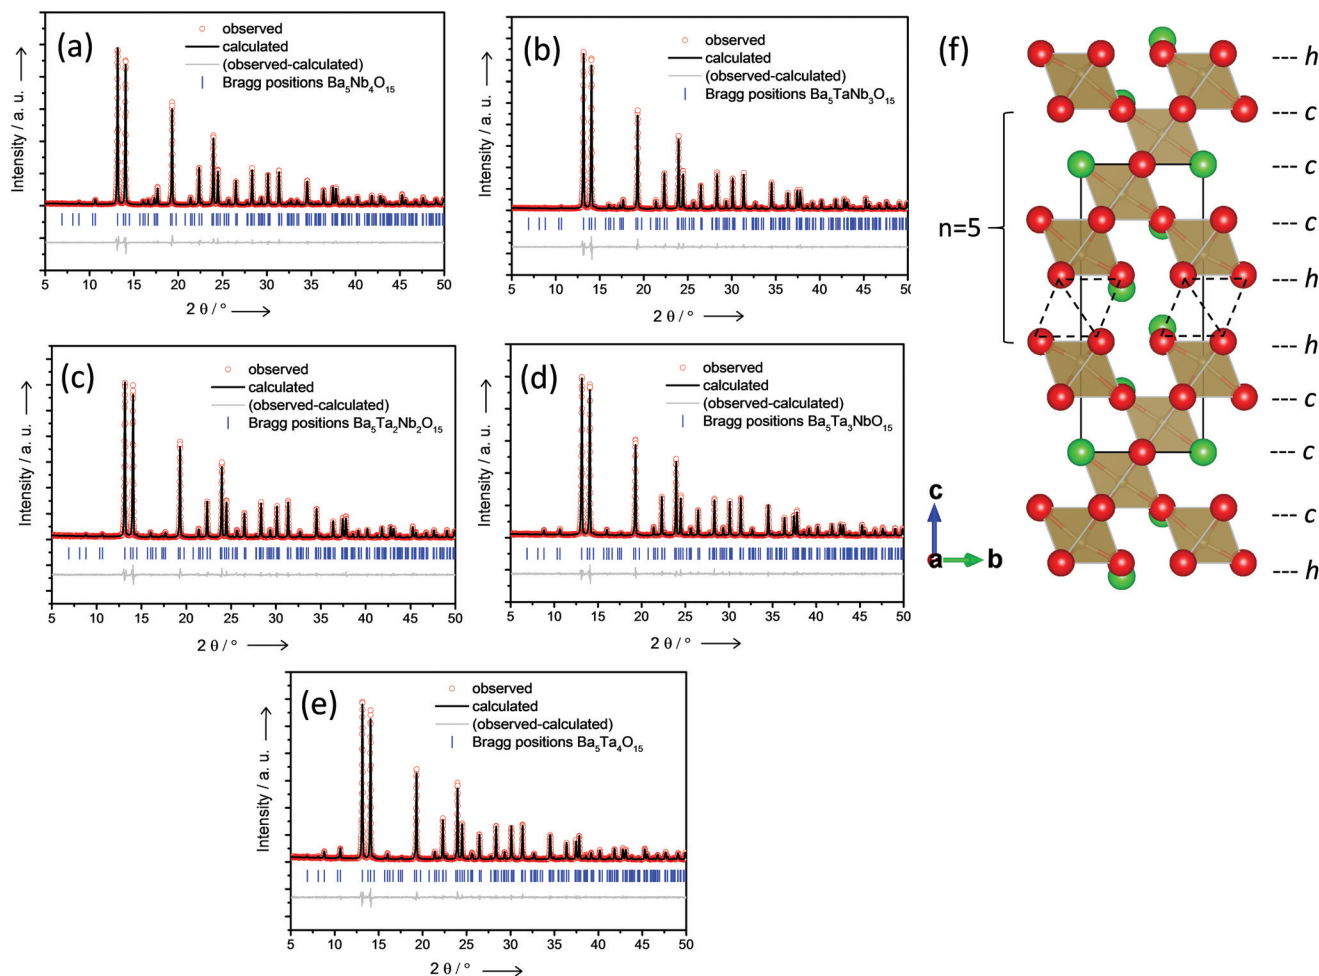 (a)
observed
calculated
(observed-calculated)
Bragg positions Ba₅Nb₄O₁₅
Intensity / a. u.
5 10 15 20 25 30 35 40 45 50
2 θ / °
(b)
observed
calculated
(observed-calculated)
Bragg positions Ba₅TaNb₃O₁₅
Intensity / a. u.
5 10 15 20 25 30 35 40 45 50
2 θ / °
(c)
observed
calculated
(observed-calculated)
Bragg positions Ba₅Ta₂Nb₂O₁₅
Intensity / a. u.
5 10 15 20 25 30 35 40 45 50
2 θ / °
(d)
observed
calculated
(observed-calculated)
Bragg positions Ba₅Ta₃NbO₁₅
Intensity / a. u.
5 10 15 20 25 30 35 40 45 50
2 θ / °
(e)
observed
calculated
(observed-calculated)
Bragg positions Ba₅Ta₄O₁₅
Intensity / a. u.
5 10 15 20 25 30 35 40 45 50
2 θ / °
(f)
--- h
--- c
--- c
--- c
n=5
--- h
--- h
--- c
--- c
--- c
--- h
c
a b